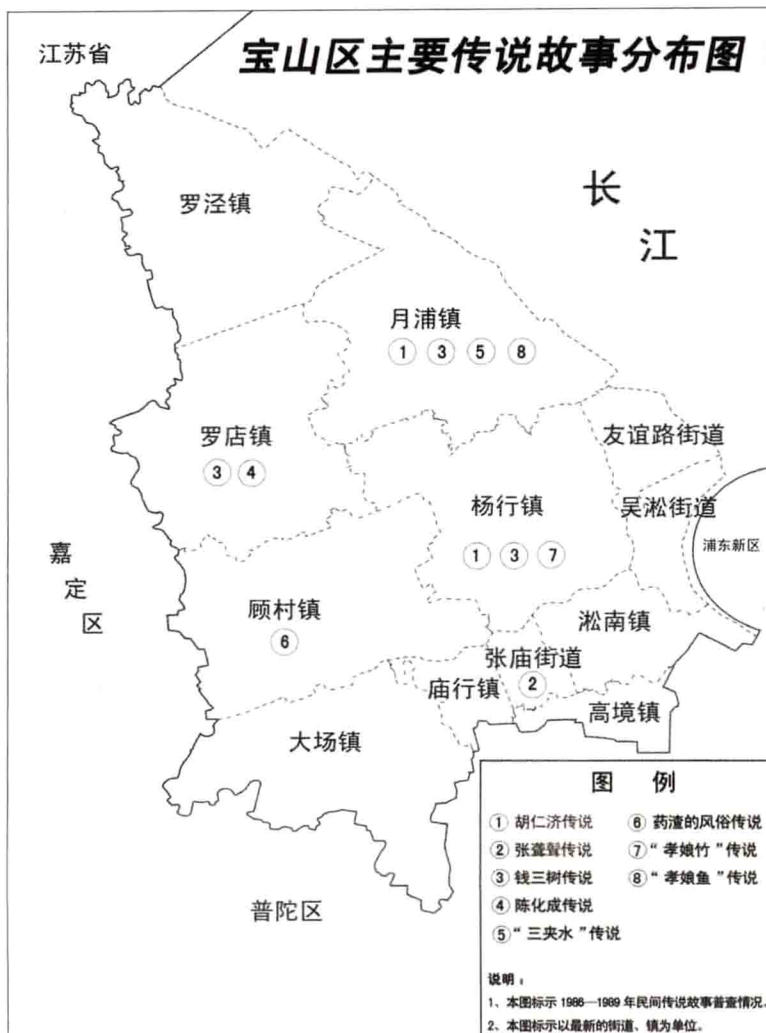 宝山区主要传说故事分布图
江苏省
长
江
罗泾镇
月浦镇
① ③ ⑤ ⑧
罗店镇
③ ④
友谊路街道
杨行镇
① ③ ⑦
吴淞街道
浦东新区
嘉
定
区
顾村镇
⑥
淞南镇
张庙街道
②
庙行镇
高境镇
大场镇
普陀区
图 例
① 胡仁济传说
② 张聋聋传说
③ 钱三树传说
④ 陈化成传说
⑤“三夹水”传说
⑥ 药渣的风俗传说
⑦“孝娘竹”传说
⑧“孝娘鱼”传说
说明：
1、本图标示 1986—1989 年民间传说故事普查情况。
2、本图标示以最新的街道、镇为单位。